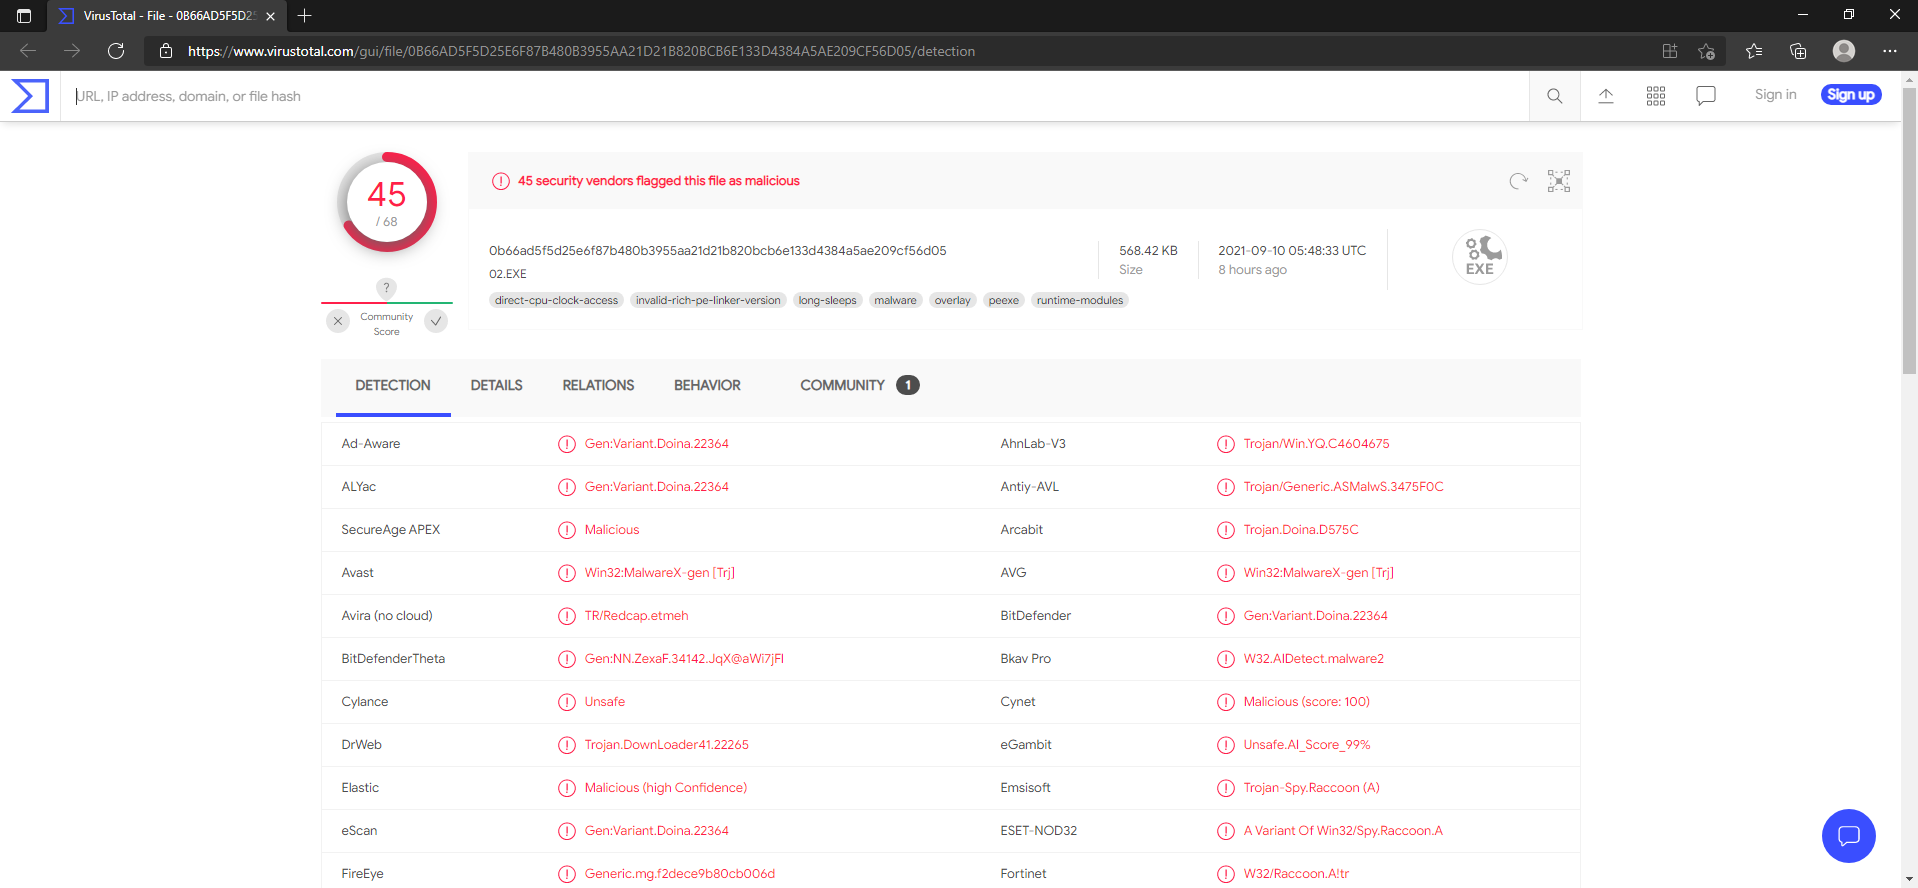 VirusTotal - File - 0B66AD5F5D25
https://www.virustotal.com/gui/file/0B66AD5F5D25E6F87B480B3955AA21D21B820BCB6E133D4384A5AE209CF56D05/detection
URL, IP address, domain, or file hash
Sign in
Sign up
45
/ 68
?
Community
Score
45 security vendors flagged this file as malicious
0b66ad5f5d25e6f87b480b3955aa21d21b820bcb6e133d4384a5ae209cf56d05
02.EXE
direct-cpu-clock-access invalid-rich-pe-linker-version long-sleeps malware overlay peexe runtime-modules
568.42 KB
Size
2021-09-10 05:48:33 UTC
8 hours ago
EXE
DETECTION DETAILS RELATIONS BEHAVIOR COMMUNITY 1
Ad-Aware Gen:Variant.Doina.22364 AhnLab-V3 Trojan/Win.YQ.C4604675
ALYac Gen:Variant.Doina.22364 Antiy-AVL Trojan/Generic.ASMalwS.3475F0C
SecureAge APEX Malicious Arcabit Trojan.Doina.D575C
Avast Win32:MalwareX-gen [Trj] AVG Win32:MalwareX-gen [Trj]
Avira (no cloud) TR/Redcap.etmeh BitDefender Gen:Variant.Doina.22364
BitDefenderTheta Gen:NN.ZexaF.34142.JqX@aWi7jFI Bkav Pro W32.AIDetect.malware2
Cylance Unsafe Cynet Malicious (score: 100)
DrWeb Trojan.DownLoader41.22265 eGambit Unsafe.AI_Score_99%
Elastic Malicious (high Confidence) Emsisoft Trojan-Spy.Raccoon (A)
eScan Gen:Variant.Doina.22364 ESET-NOD32 A Variant Of Win32/Spy.Raccoon.A
FireEye Generic.mg.f2dece9b80cb006d Fortinet W32/Raccoon.A!tr